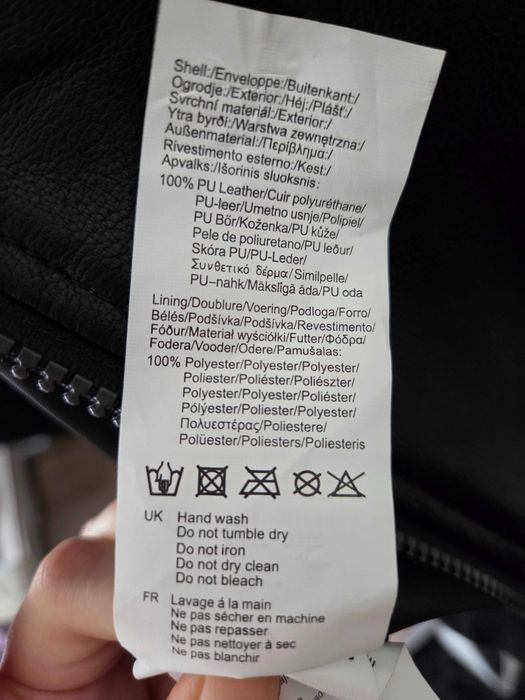 Shell:/Enveloppe:/Buitenkant:/
Ogrodje:/Exterior:/Héj:/Plášť:/
Svrchní materiál:/Exterior:/
Ytra byrði:/Warstwa zewnętrzna:/
Außenmaterial:/Περίβλημα:/
Rivestimento esterno:/Kest:/
Apvalks:/Išorinis sluoksnis:
100% PU Leather/Cuir polyuréthane/
PU-leer/Umetno usnje/Polipiel/
PU Bőr/Koženka/PU kůže/
Pele de poliuretano/PU leður/
Skóra PU/PU-Leder/
Συνθετικό δέρμα/Similpelle/
PU-nahk/Mākslīgā āda/PU oda
Lining/Doublure/Voering/Podloga/Forro/
Bélés/Podšívka/Podšívka/Revestimento/
Fóður/Materiał wyściółki/Futter/Φόδρα/
Fodera/Vooder/Odere/Pamušalas:
100% Polyester/Polyester/Polyester/
Poliester/Poliéster/Poliészter/
Polyester/Polyester/Poliéster/
Pólýester/Poliester/Polyester/
Πολυεστέρας/Poliestere/
Polüester/Poliesters/Poliesteris
UK Hand wash
Do not tumble dry
Do not iron
Do not dry clean
Do not bleach
FR Lavage á la main
Ne pas sécher en machine
Ne pas repasser
Ne pas nettoyer à sec
Ne pas blanchir